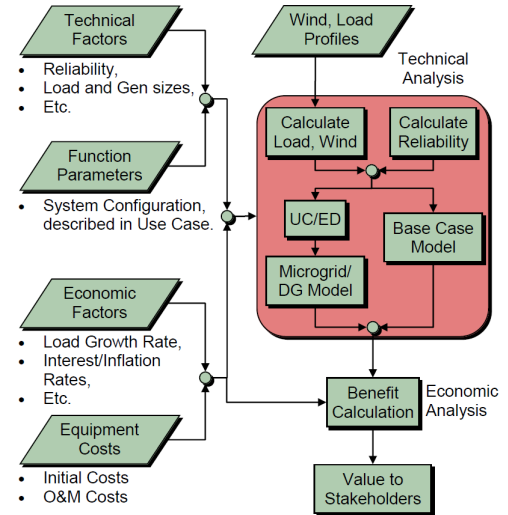 Technical
Factors
• Reliability,
• Load and Gen sizes,
• Etc.
Function
Parameters
• System Configuration,
described in Use Case.
Economic
Factors
• Load Growth Rate,
• Interest/Inflation
Rates,
• Etc.
Equipment
Costs
• Initial Costs
• O&M Costs
Wind, Load
Profiles
Technical
Analysis
Calculate
Load, Wind
Calculate
Reliability
UC/ED
Base Case
Model
Microgrid/
DG Model
Benefit
Calculation
Economic
Analysis
Value to
Stakeholders